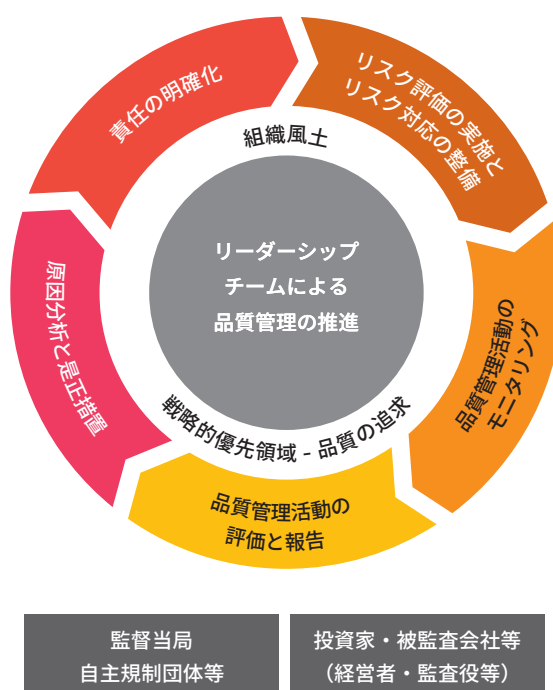 責任の明確化
リスク評価の実施と
リスク対応の整備
組織風土
リーダーシップ
チームによる
品質管理の推進
原因分析と是正措置
品質管理活動の
モニタリング
戦略的優先領域 - 品質の追求
品質管理活動の
評価と報告
監督当局
自主規制団体等
投資家・被監査会社等
（経営者・監査役等）